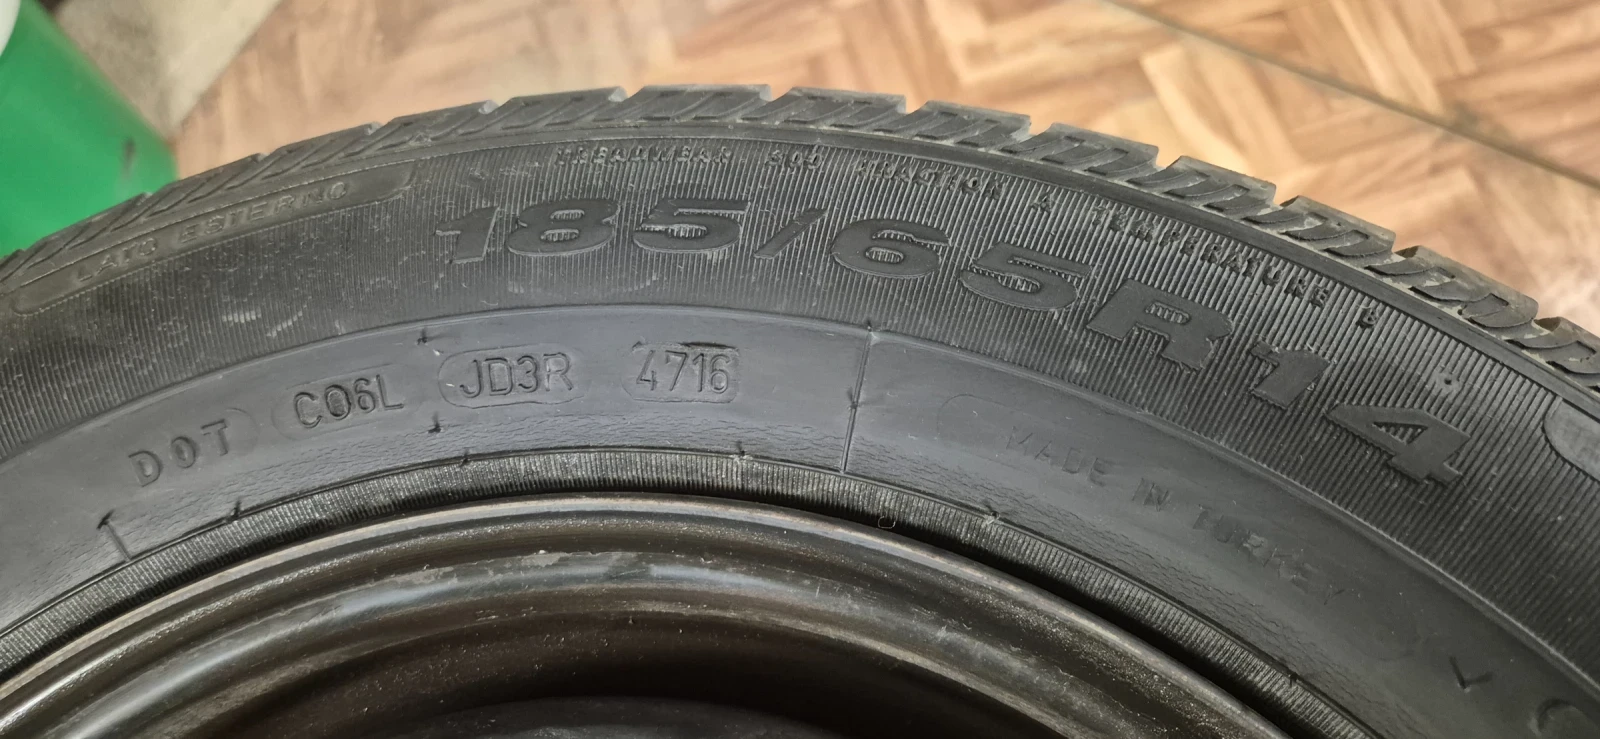 TREADWEAR 300 TRACTION A TEMPERATURE B
LATO ESTERNO
185/65R14
DOT C06L JD3R 4716
MADE IN TURKEY